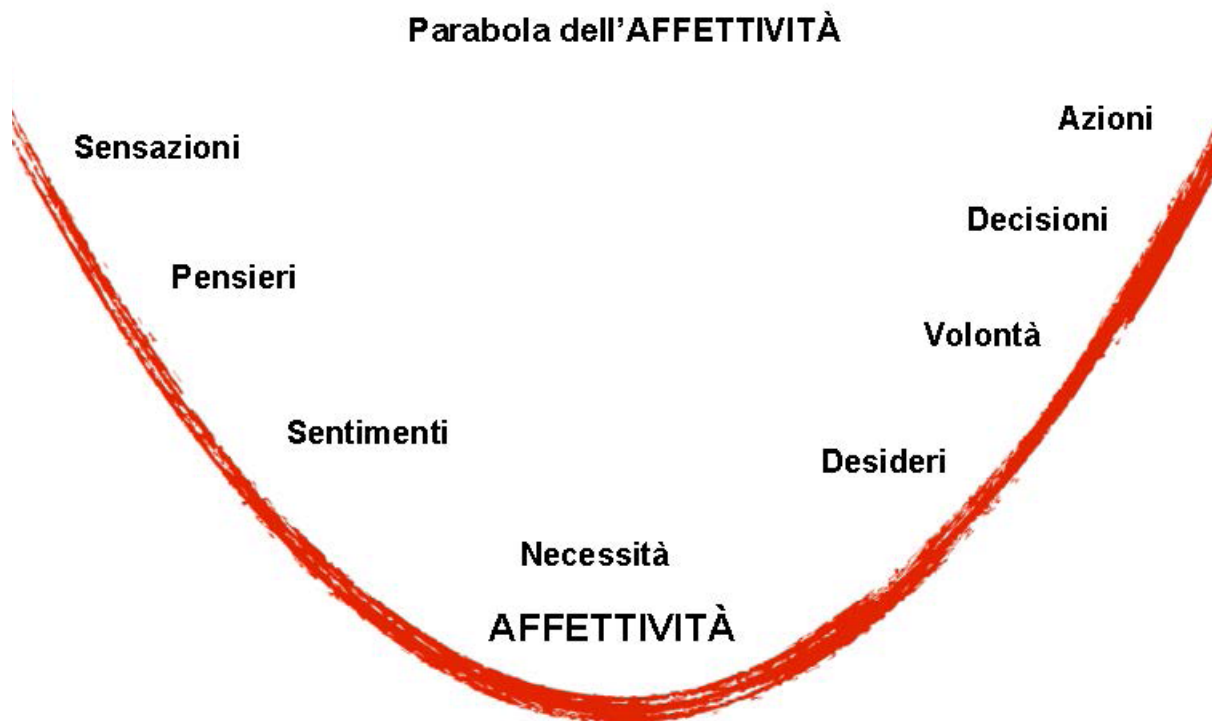 Parabola dell'AFFETTIVITÀ
Azioni
Sensazioni
Decisioni
Pensieri
Volontà
Sentimenti
Desideri
Necessità
AFFETTIVITÀ